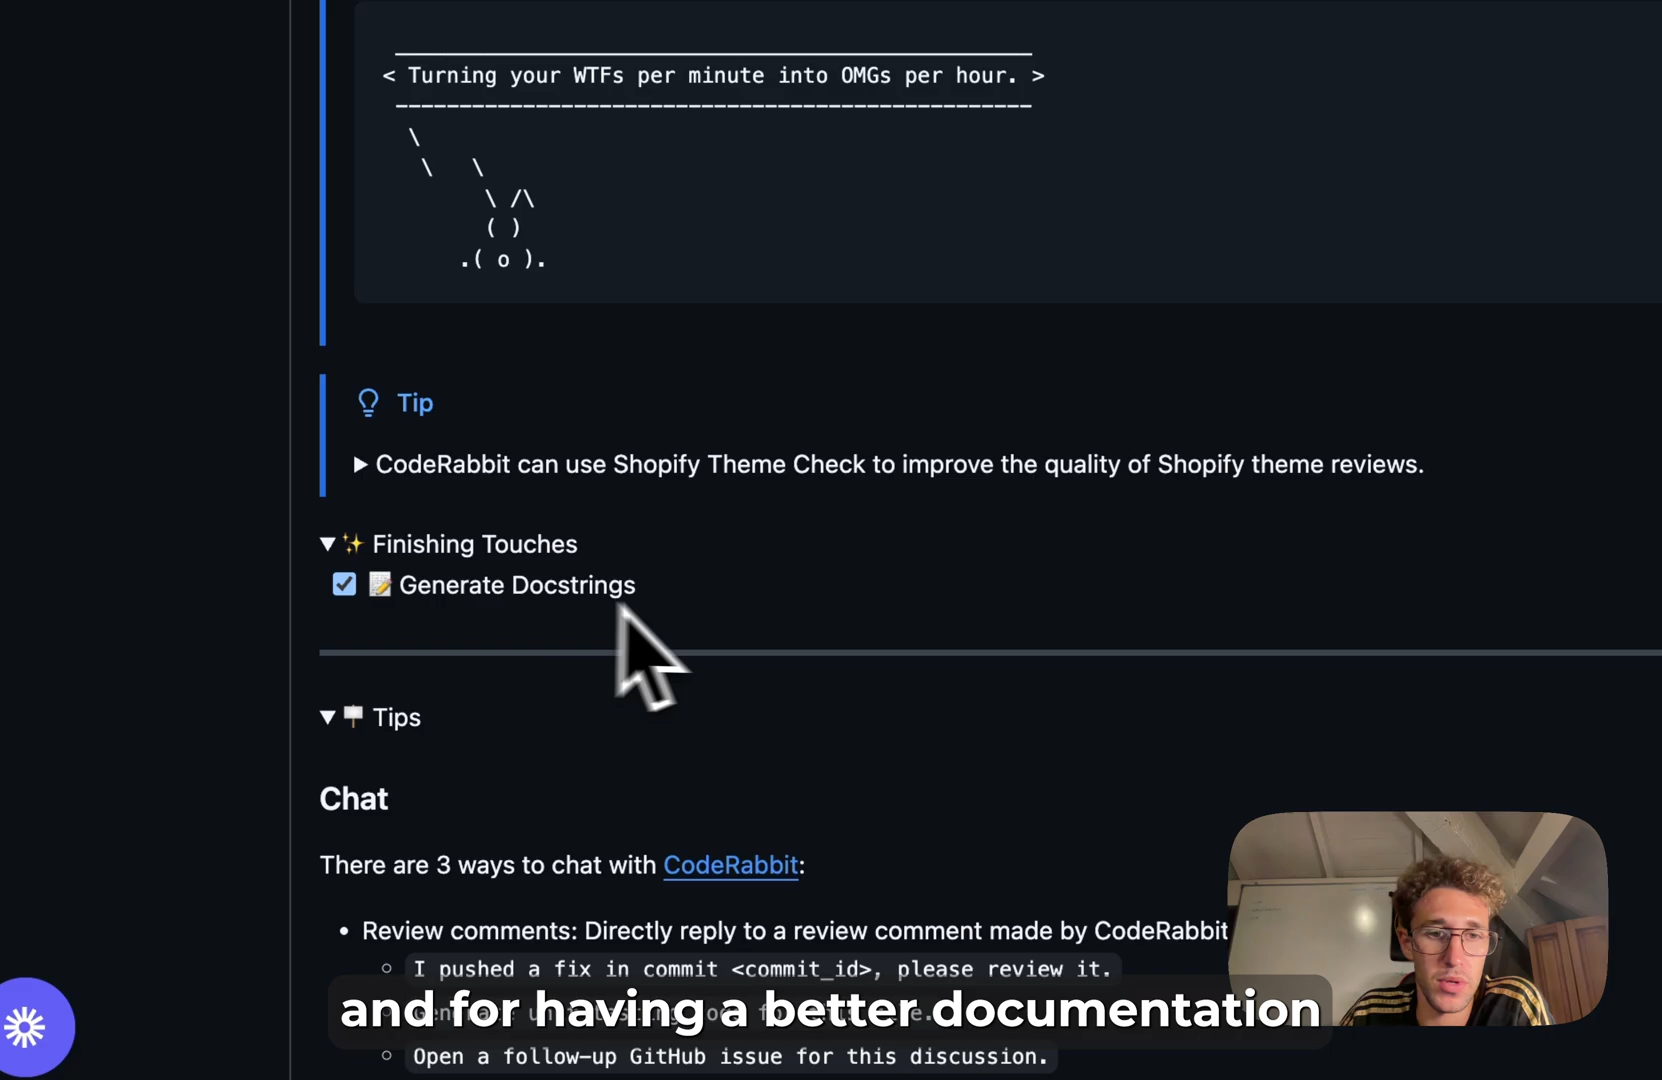 < Turning your WTFs per minute into OMGs per hour. >
\
\ \
\ /\
( )
.( o ).
Tip
CodeRabbit can use Shopify Theme Check to improve the quality of Shopify theme reviews.
Finishing Touches
Generate Docstrings
Tips
Chat
There are 3 ways to chat with CodeRabbit:
Review comments: Directly reply to a review comment made by CodeRabbit
I pushed a fix in commit <commit_id>, please review it.
and for having a better documentation
Open a follow-up GitHub issue for this discussion.